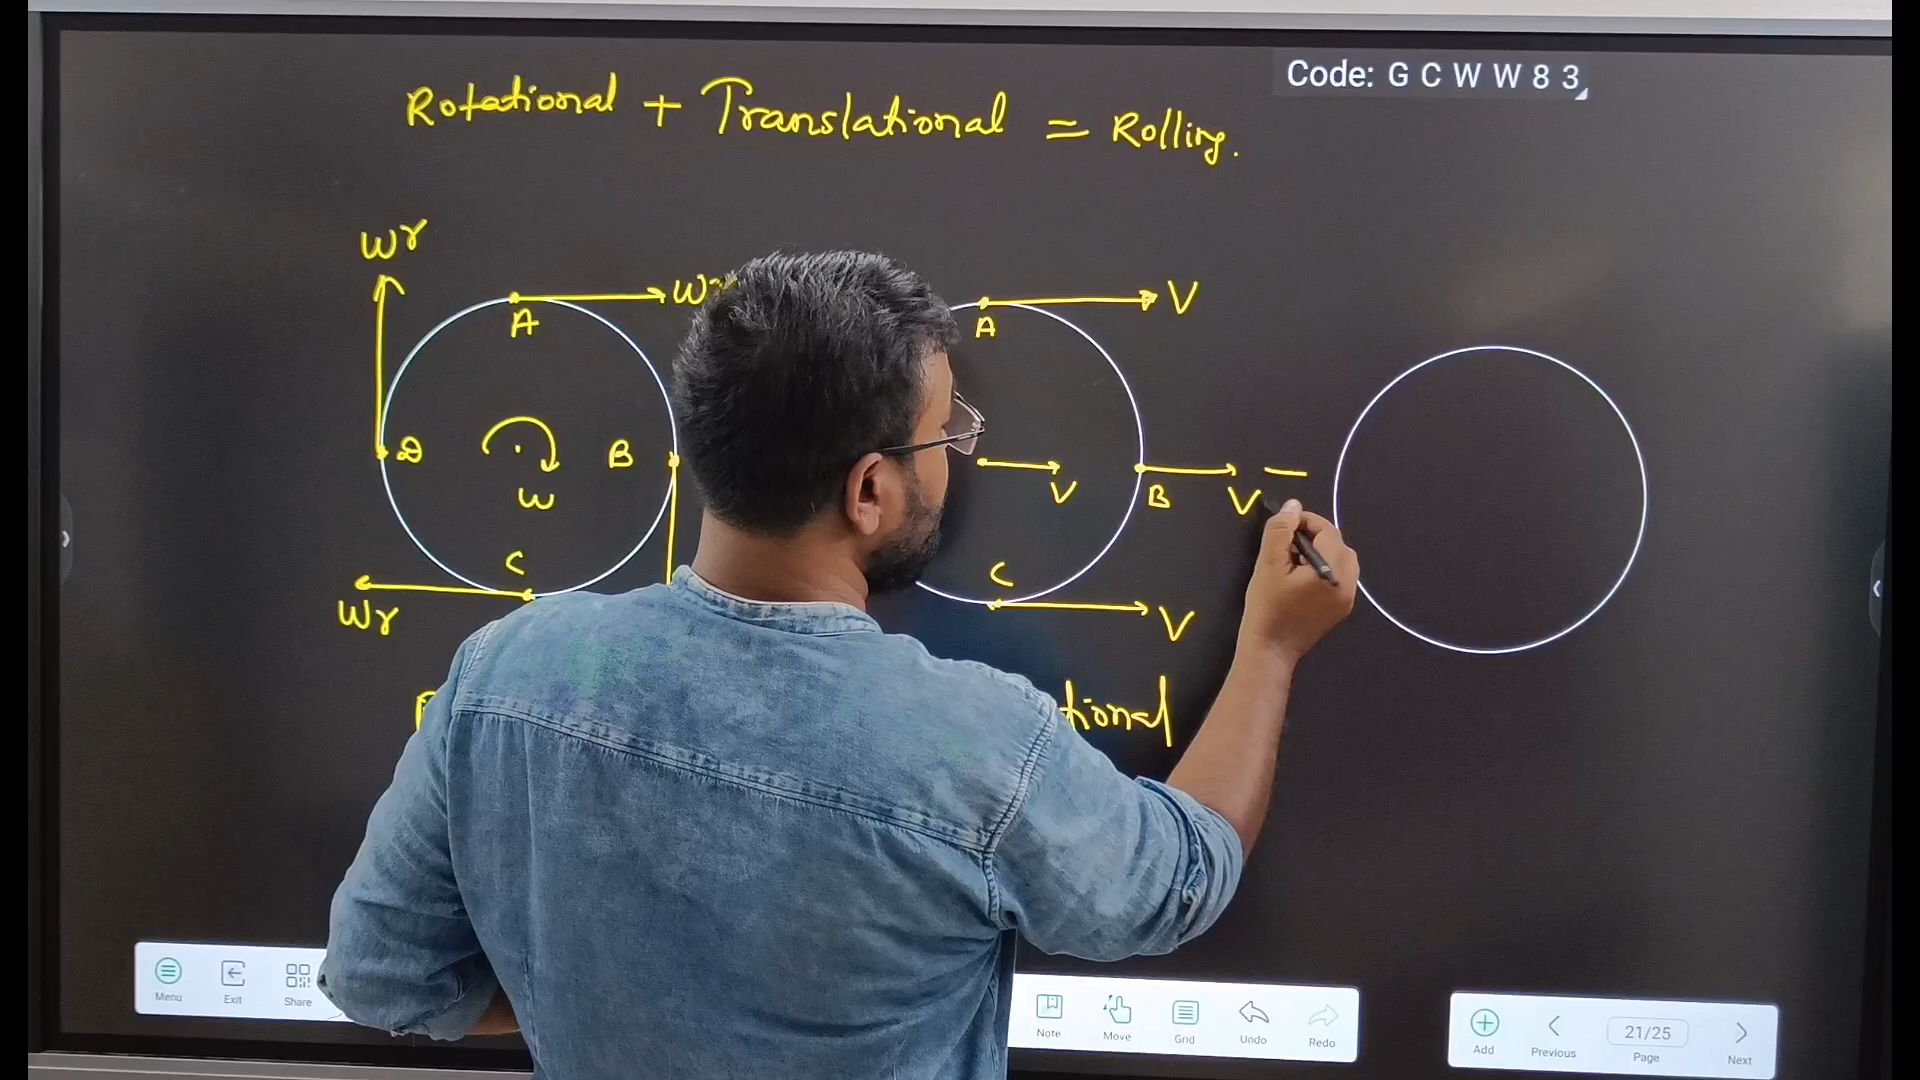 Code: G C W W 8 3
Rotational + Translational = Rolling.
Wr
A
D
W
B
C
Wr
A
V
V
B
V
C
V
Menu
Exit
Share
Note
Move
Grid
Undo
Redo
Add
Previous
21/25
Page
Next